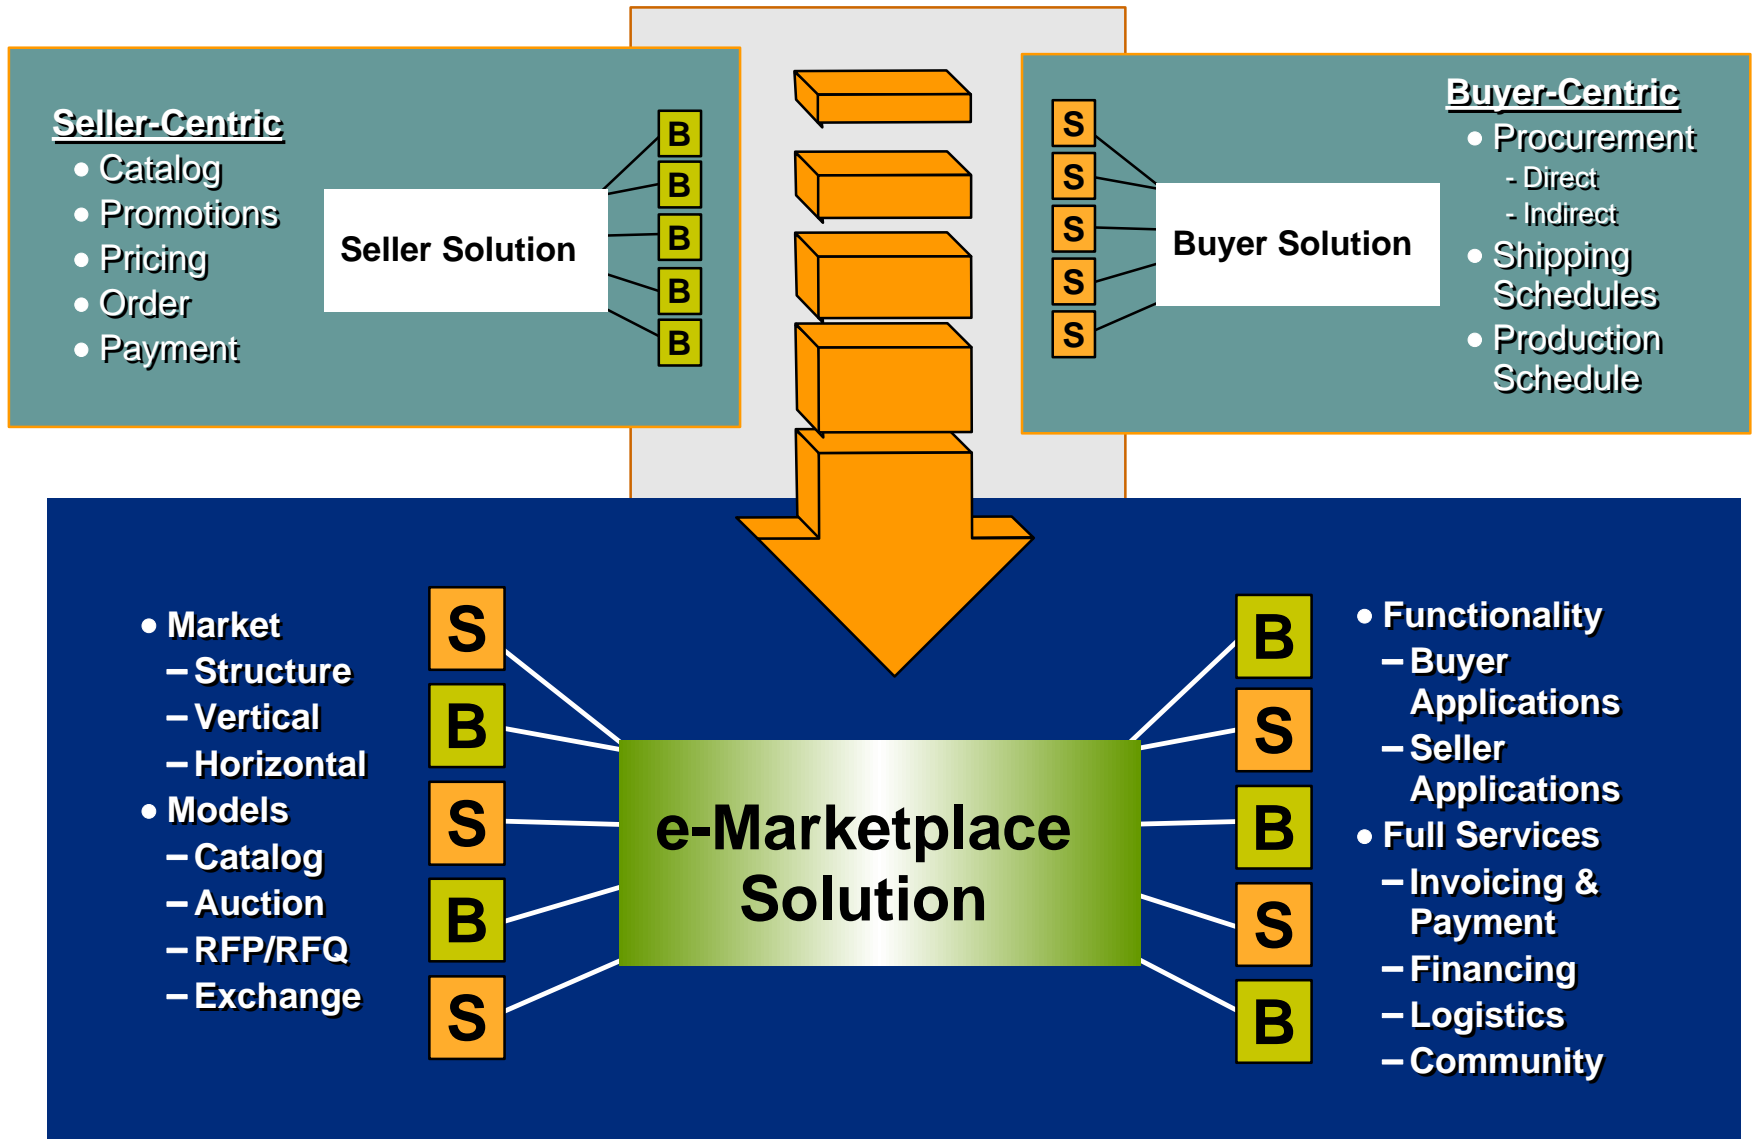 Seller-Centric
• Catalog
• Promotions
• Pricing
• Order
• Payment
Seller Solution
B
B
B
B
B
S
S
S
S
S
Buyer Solution
Buyer-Centric
• Procurement
- Direct
- Indirect
• Shipping
Schedules
• Production
Schedule
• Market
– Structure
– Vertical
– Horizontal
• Models
– Catalog
– Auction
– RFP/RFQ
– Exchange
S
B
S
B
S
e-Marketplace
Solution
B
S
B
S
B
• Functionality
– Buyer
Applications
– Seller
Applications
• Full Services
– Invoicing &
Payment
– Financing
– Logistics
– Community